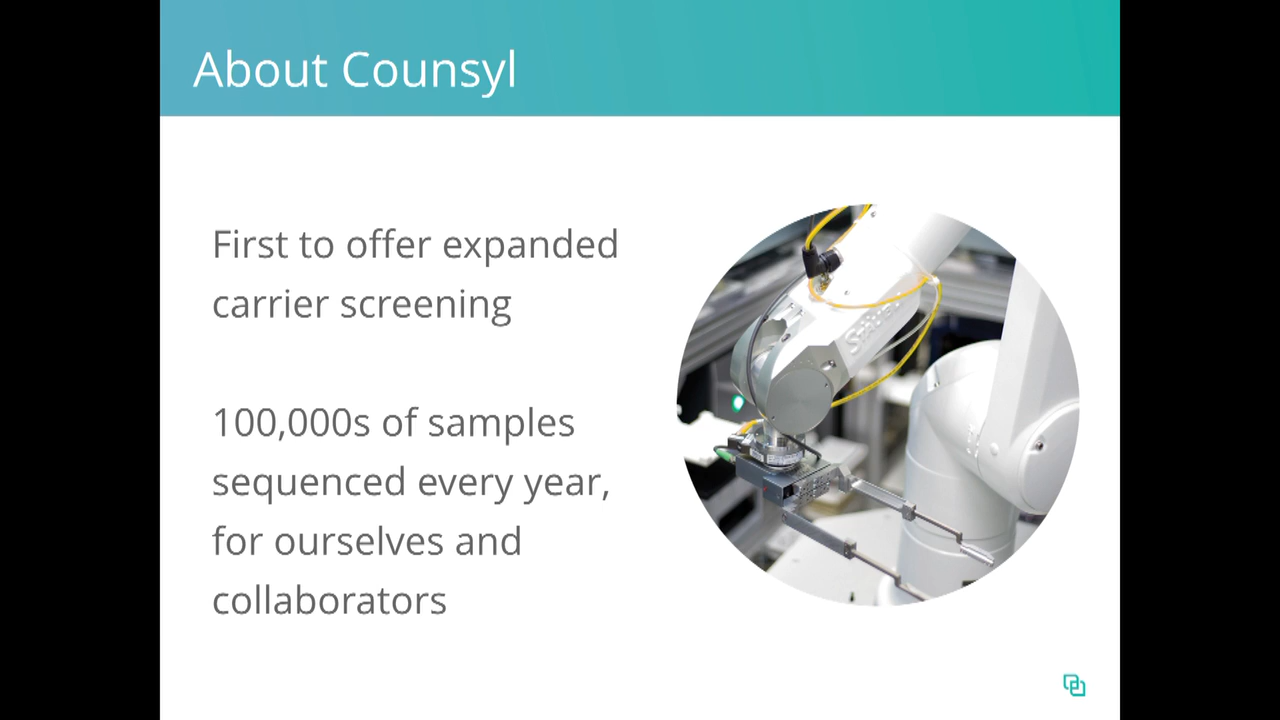 About Counsyl
First to offer expanded
carrier screening
100,000s of samples
sequenced every year,
for ourselves and
collaborators